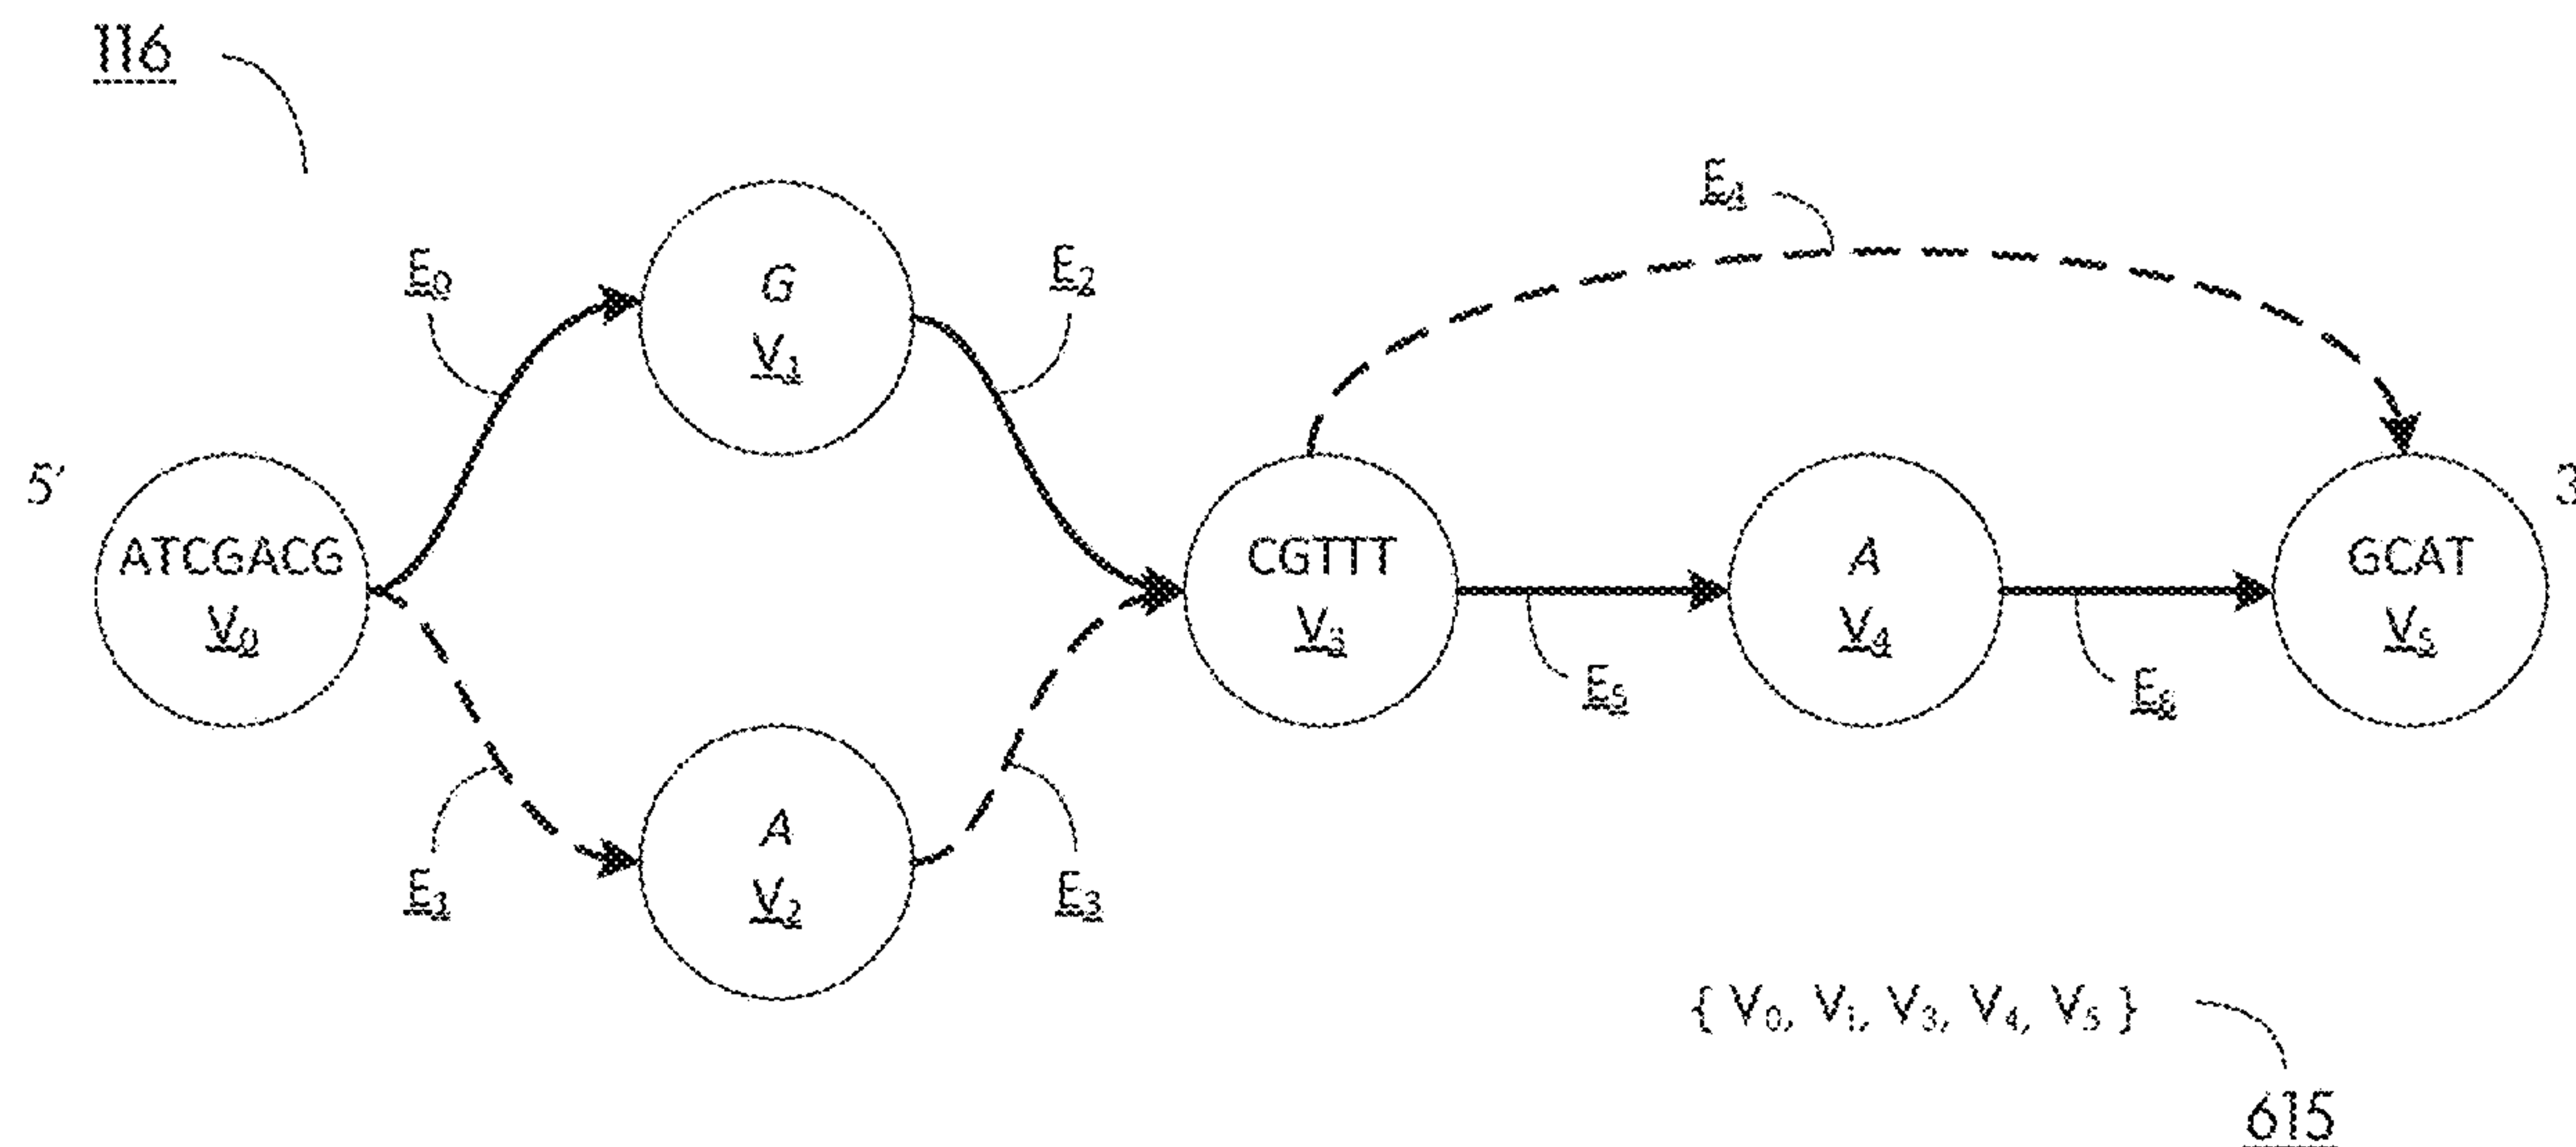 116
E₄
E₀
G
V₁
E₂
5′
ATCGACG
V₀
CGTTT
V₃
A
V₄
GCAT
V₅
3
E₅
E₆
A
V₂
E₁
E₃
{ V₀, V₁, V₃, V₄, V₅ }
615